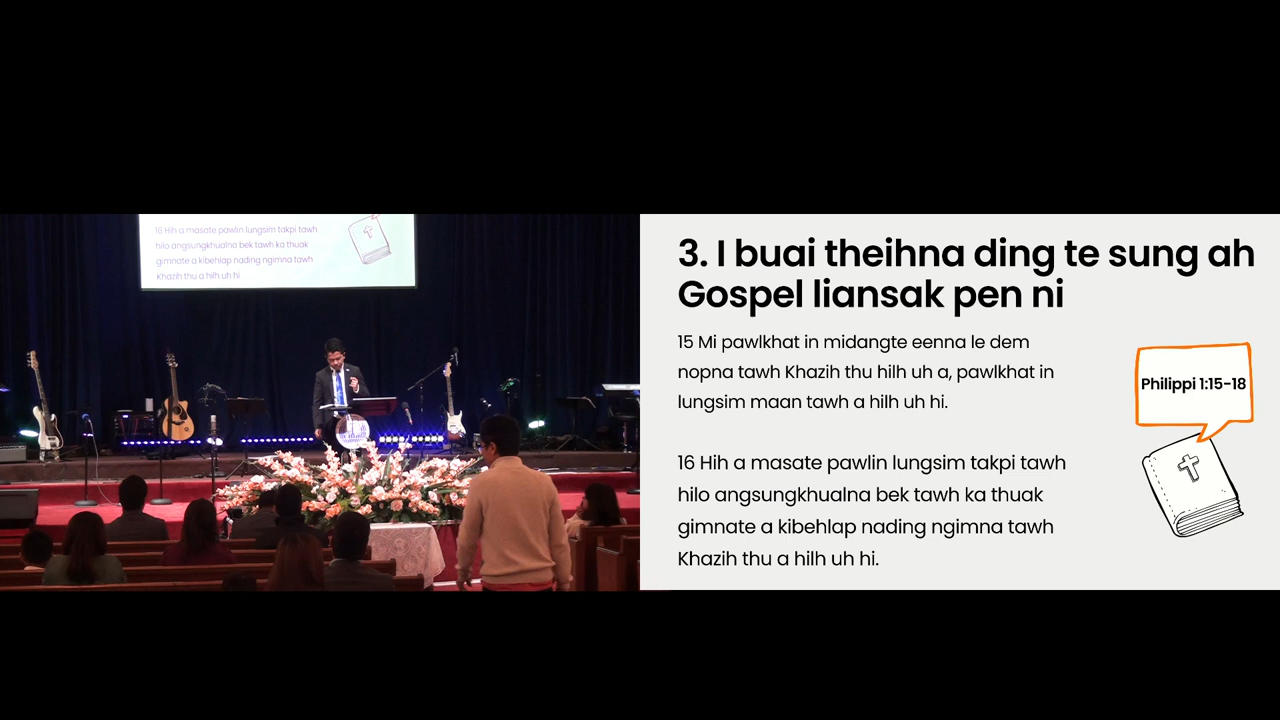 16 Hih a masate pawlin lungsim takpi tawh
hilo angsungkhualna bek tawh ka thuak
gimnate a kibehlap nading ngimna tawh
Khazih thu a hilh uh hi
3. I buai theihna ding te sung ah
Gospel liansak pen ni
15 Mi pawlkhat in midangte eenna le dem
nopna tawh Khazih thu hilh uh a, pawlkhat in
lungsim maan tawh a hilh uh hi.
Philippi 1:15-18
16 Hih a masate pawlin lungsim takpi tawh
hilo angsungkhualna bek tawh ka thuak
gimnate a kibehlap nading ngimna tawh
Khazih thu a hilh uh hi.